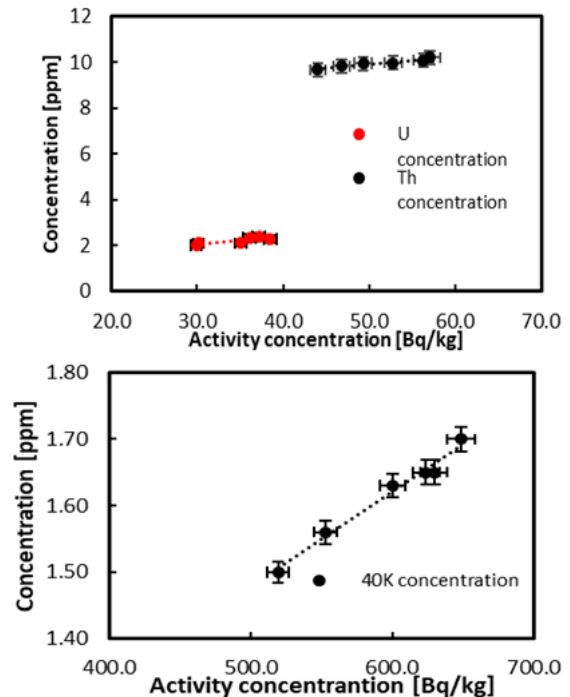 Concentration [ppm]
12
10
8
6
4
2
0
U
concentration
Th
concentration
20.0 30.0 40.0 50.0 60.0 70.0
Activity concentration [Bq/kg]
Concentration [ppm]
1.80
1.70
1.60
1.50
1.40
40K concentration
400.0 500.0 600.0 700.0
Activity concentrantion [Bq/kg]